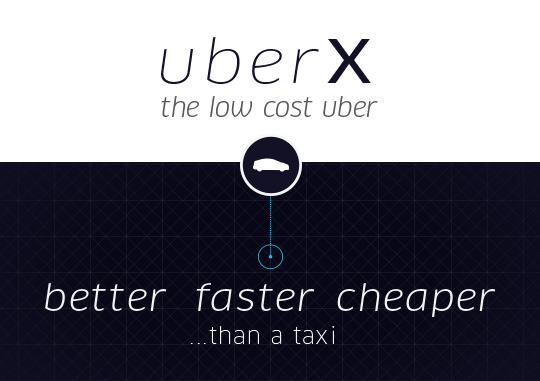 uberX
the low cost uber
better faster cheaper
...than a taxi